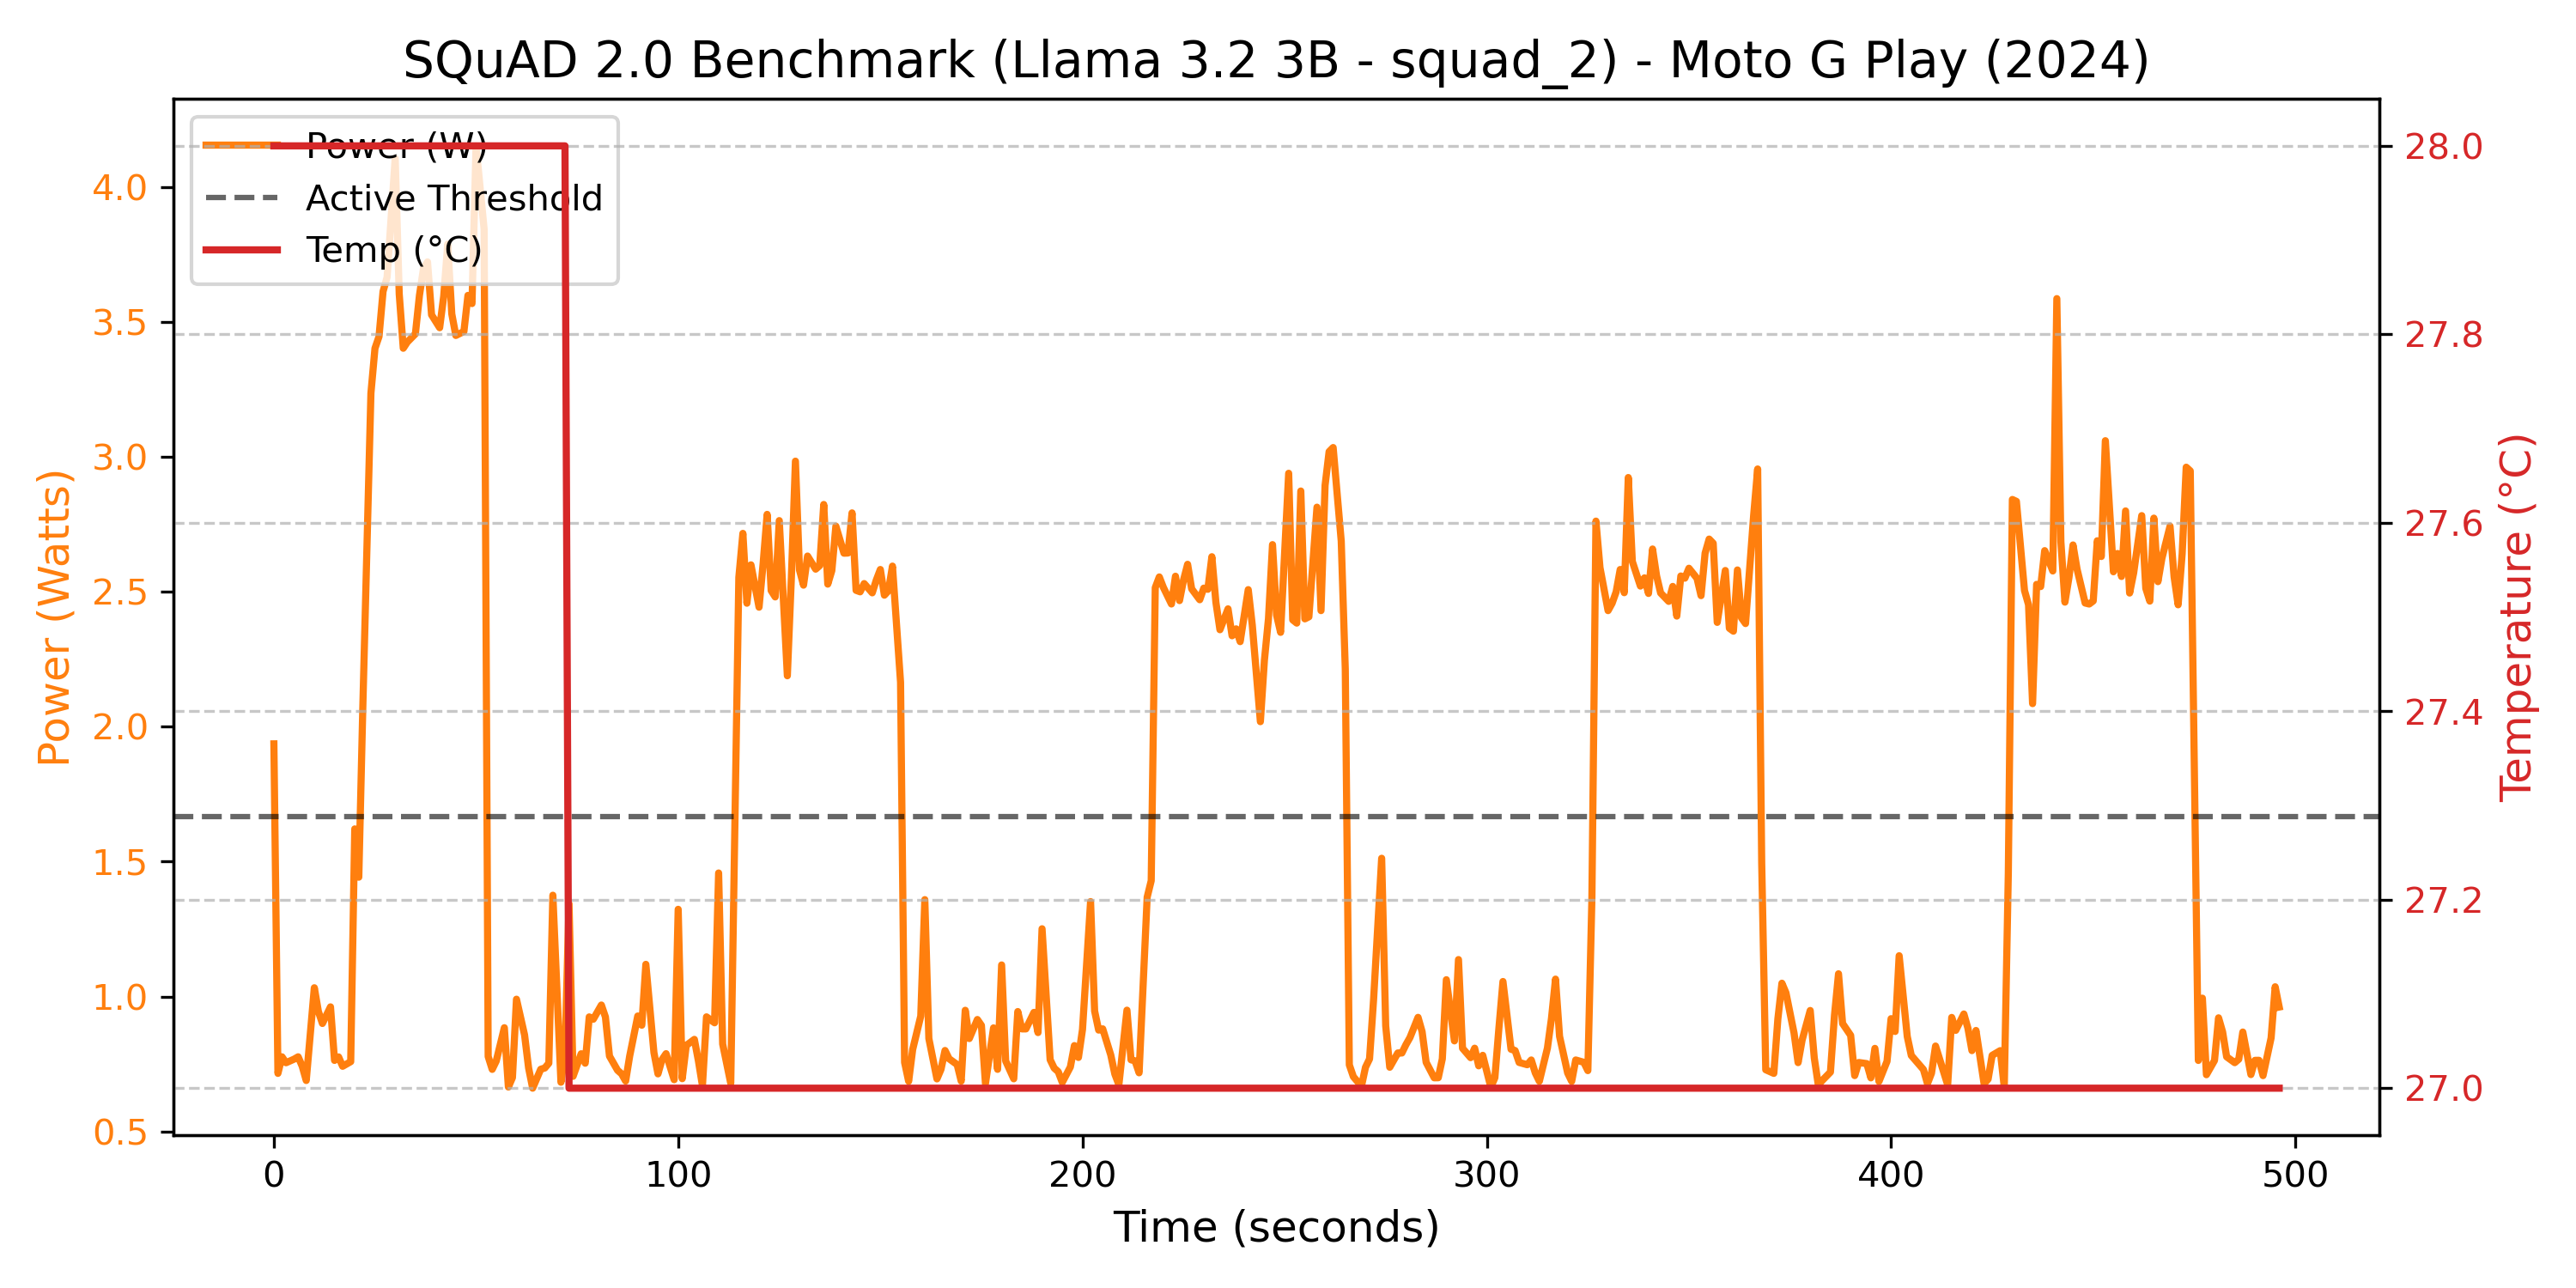 SQuAD 2.0 Benchmark (Llama 3.2 3B - squad_2) - Moto G Play (2024)
Power (W)
Active Threshold
Temp (°C)
4.0
3.5
3.0
2.5
2.0
1.5
1.0
0.5
Power (Watts)
28.0
27.8
27.6
27.4
27.2
27.0
Temperature (°C)
0 100 200 300 400 500
Time (seconds)